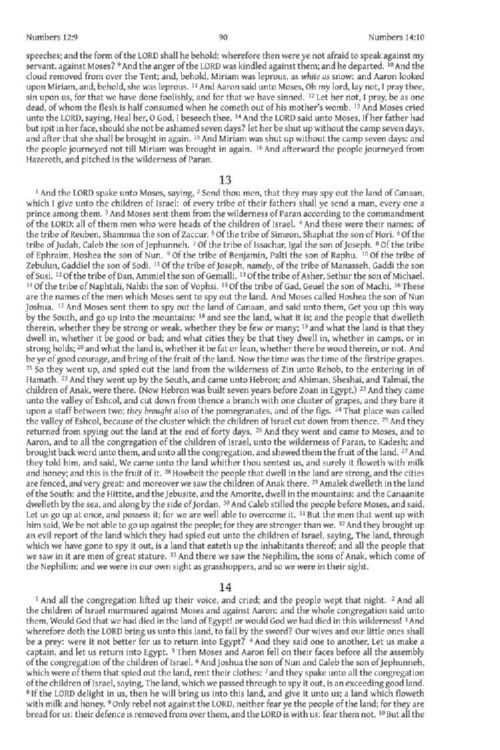 Numbers 12:9 90 Numbers 14:10
speeches; and the form of the LORD shall he behold: wherefore then were ye not afraid to speak against my
servant, against Moses? 9 And the anger of the LORD was kindled against them; and he departed. 10 And the
cloud removed from over the Tent; and, behold, Miriam was leprous, as white as snow: and Aaron looked
upon Miriam, and, behold, she was leprous. 11 And Aaron said unto Moses, Oh my lord, lay not, I pray thee,
sin upon us, for that we have done foolishly, and for that we have sinned. 12 Let her not, I pray, be as one
dead, of whom the flesh is half consumed when he cometh out of his mother's womb. 13 And Moses cried
unto the LORD, saying, Heal her, O God, I beseech thee. 14 And the LORD said unto Moses, If her father had
but spit in her face, should she not be ashamed seven days? let her be shut up without the camp seven days,
and after that she shall be brought in again. 15 And Miriam was shut up without the camp seven days: and
the people journeyed not till Miriam was brought in again. 16 And afterward the people journeyed from
Hazeroth, and pitched in the wilderness of Paran.
13
1 And the LORD spake unto Moses, saying, 2 Send thou men, that they may spy out the land of Canaan,
which I give unto the children of Israel: of every tribe of their fathers shall ye send a man, every one a
prince among them. 3 And Moses sent them from the wilderness of Paran according to the commandment
of the LORD: all of them men who were heads of the children of Israel. 4 And these were their names: of
the tribe of Reuben, Shammua the son of Zaccur. 5 Of the tribe of Simeon, Shaphat the son of Hori. 6 Of the
tribe of Judah, Caleb the son of Jephunneh. 7 Of the tribe of Issachar, Igal the son of Joseph. 8 Of the tribe
of Ephraim, Hoshea the son of Nun. 9 Of the tribe of Benjamin, Palti the son of Raphu. 10 Of the tribe of
Zebulun, Gaddiel the son of Sodi. 11 Of the tribe of Joseph, namely, of the tribe of Manasseh, Gaddi the son
of Susi. 12 Of the tribe of Dan, Ammiel the son of Gemalli. 13 Of the tribe of Asher, Sethur the son of Michael.
14 Of the tribe of Naphtali, Nahbi the son of Vophsi. 15 Of the tribe of Gad, Geuel the son of Machi. 16 These
are the names of the men which Moses sent to spy out the land. And Moses called Hoshea the son of Nun
Joshua. 17 And Moses sent them to spy out the land of Canaan, and said unto them, Get you up this way
by the South, and go up into the mountains: 18 and see the land, what it is; and the people that dwelleth
therein, whether they be strong or weak, whether they be few or many; 19 and what the land is that they
dwell in, whether it be good or bad; and what cities they be that they dwell in, whether in camps, or in
strong holds; 20 and what the land is, whether it be fat or lean, whether there be wood therein, or not. And
be ye of good courage, and bring of the fruit of the land. Now the time was the time of the firstripe grapes.
21 So they went up, and spied out the land from the wilderness of Zin unto Rehob, to the entering in of
Hamath. 22 And they went up by the South, and came unto Hebron; and Ahiman, Sheshai, and Talmai, the
children of Anak, were there. (Now Hebron was built seven years before Zoan in Egypt.) 23 And they came
unto the valley of Eshcol, and cut down from thence a branch with one cluster of grapes, and they bare it
upon a staff between two; they brought also of the pomegranates, and of the figs. 24 That place was called
the valley of Eshcol, because of the cluster which the children of Israel cut down from thence. 25 And they
returned from spying out the land at the end of forty days. 26 And they went and came to Moses, and to
Aaron, and to all the congregation of the children of Israel, unto the wilderness of Paran, to Kadesh; and
brought back word unto them, and unto all the congregation, and shewed them the fruit of the land. 27 And
they told him, and said, We came unto the land whither thou sentest us, and surely it floweth with milk
and honey; and this is the fruit of it. 28 Howbeit the people that dwell in the land are strong, and the cities
are fenced, and very great: and moreover we saw the children of Anak there. 29 Amalek dwelleth in the land
of the South: and the Hittite, and the Jebusite, and the Amorite, dwell in the mountains: and the Canaanite
dwelleth by the sea, and along by the side of Jordan. 30 And Caleb stilled the people before Moses, and said,
Let us go up at once, and possess it; for we are well able to overcome it. 31 But the men that went up with
him said, We be not able to go up against the people; for they are stronger than we. 32 And they brought up
an evil report of the land which they had spied out unto the children of Israel, saying, The land, through
which we have gone to spy it out, is a land that eateth up the inhabitants thereof; and all the people that
we saw in it are men of great stature. 33 And there we saw the Nephilim, the sons of Anak, which come of
the Nephilim: and we were in our own sight as grasshoppers, and so we were in their sight.
14
1 And all the congregation lifted up their voice, and cried; and the people wept that night. 2 And all
the children of Israel murmured against Moses and against Aaron: and the whole congregation said unto
them, Would God that we had died in the land of Egypt! or would God we had died in this wilderness! 3 And
wherefore doth the LORD bring us unto this land, to fall by the sword? Our wives and our little ones shall
be a prey: were it not better for us to return into Egypt? 4 And they said one to another, Let us make a
captain, and let us return into Egypt. 5 Then Moses and Aaron fell on their faces before all the assembly
of the congregation of the children of Israel. 6 And Joshua the son of Nun and Caleb the son of Jephunneh,
which were of them that spied out the land, rent their clothes: 7 and they spake unto all the congregation
of the children of Israel, saying, The land, which we passed through to spy it out, is an exceeding good land.
8 If the LORD delight in us, then he will bring us into this land, and give it unto us; a land which floweth
with milk and honey. 9 Only rebel not against the LORD, neither fear ye the people of the land; for they are
bread for us: their defence is removed from over them, and the LORD is with us: fear them not. 10 But all the